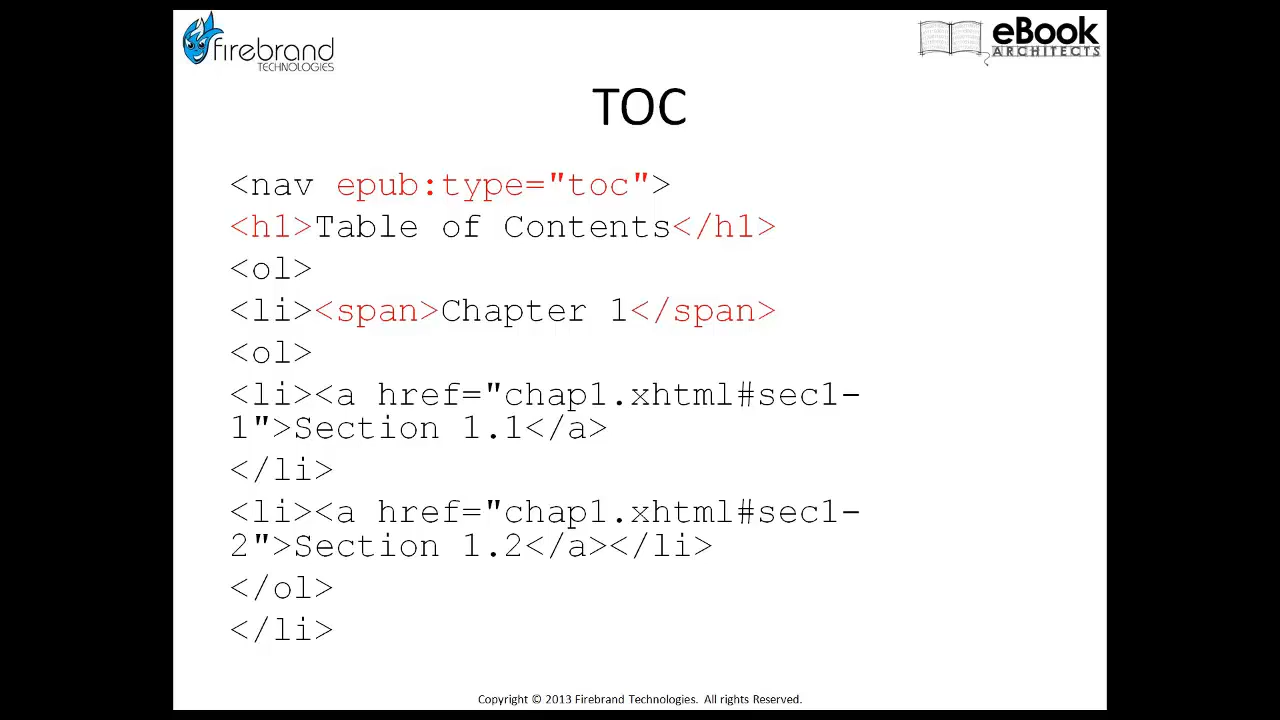 firebrand
TECHNOLOGIES
eBook
ARCHITECTS
TOC
<nav epub:type="toc">
<h1>Table of Contents</h1>
<ol>
<li><span>Chapter 1</span>
<ol>
<li><a href="chap1.xhtml#sec1-
1">Section 1.1</a>
</li>
<li><a href="chap1.xhtml#sec1-
2">Section 1.2</a></li>
</ol>
</li>
Copyright © 2013 Firebrand Technologies. All rights Reserved.